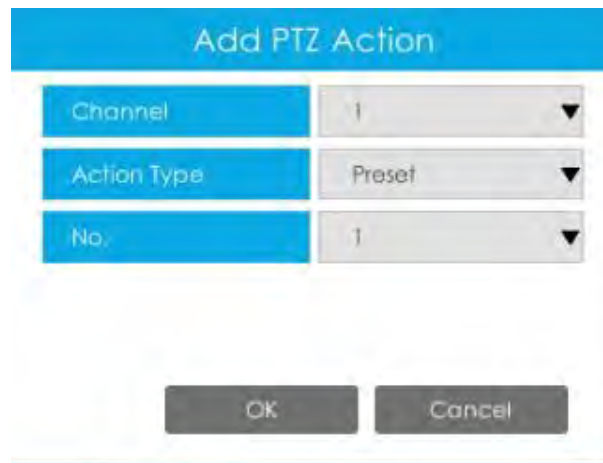 Add PTZ Action
Channel 1
Action Type Preset
No. 1
OK Cancel